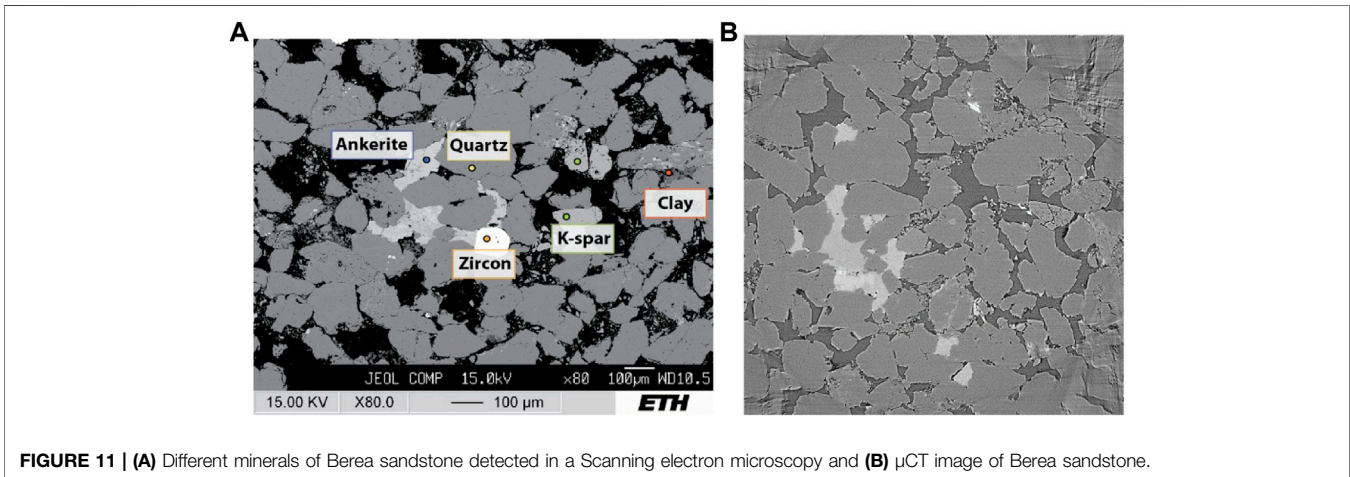 A
B
Ankerite
Quartz
Clay
K-spar
Zircon
JEOL COMP 15.0kV x80 100µm WD10.5
15.00 KV X80.0 100 µm ETH
FIGURE 11 | (A) Different minerals of Berea sandstone detected in a Scanning electron microscopy and (B) µCT image of Berea sandstone.